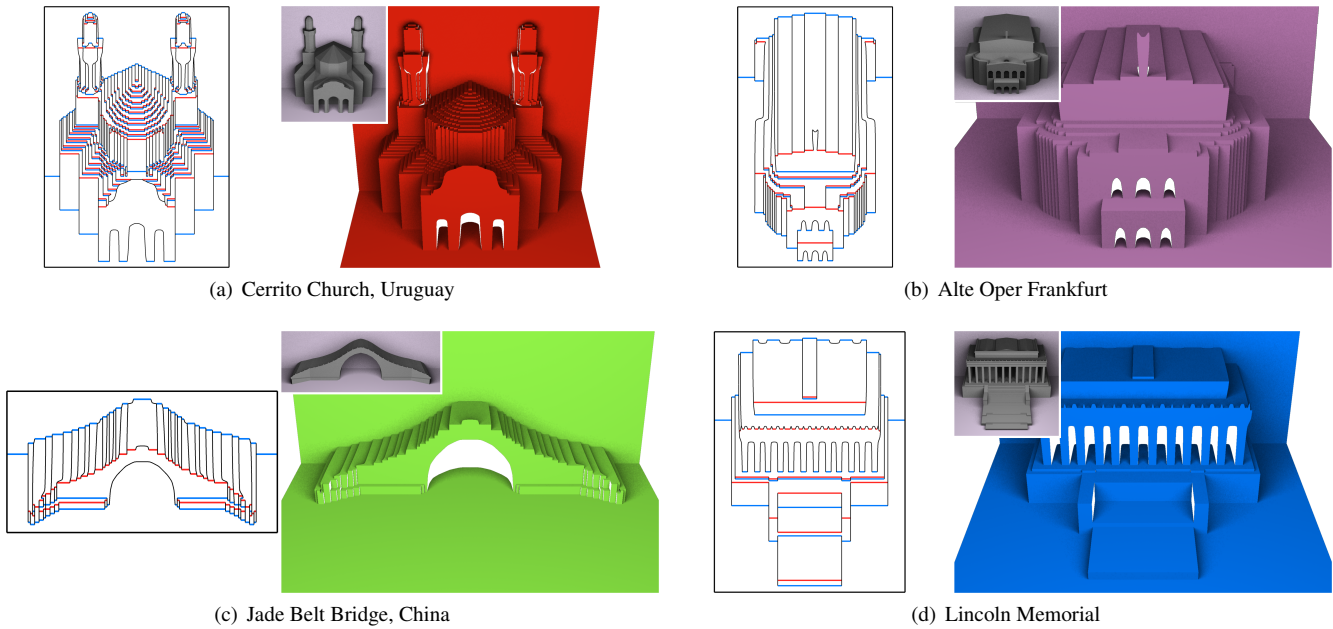 (a) Cerrito Church, Uruguay
(b) Alte Oper Frankfurt
(c) Jade Belt Bridge, China
(d) Lincoln Memorial